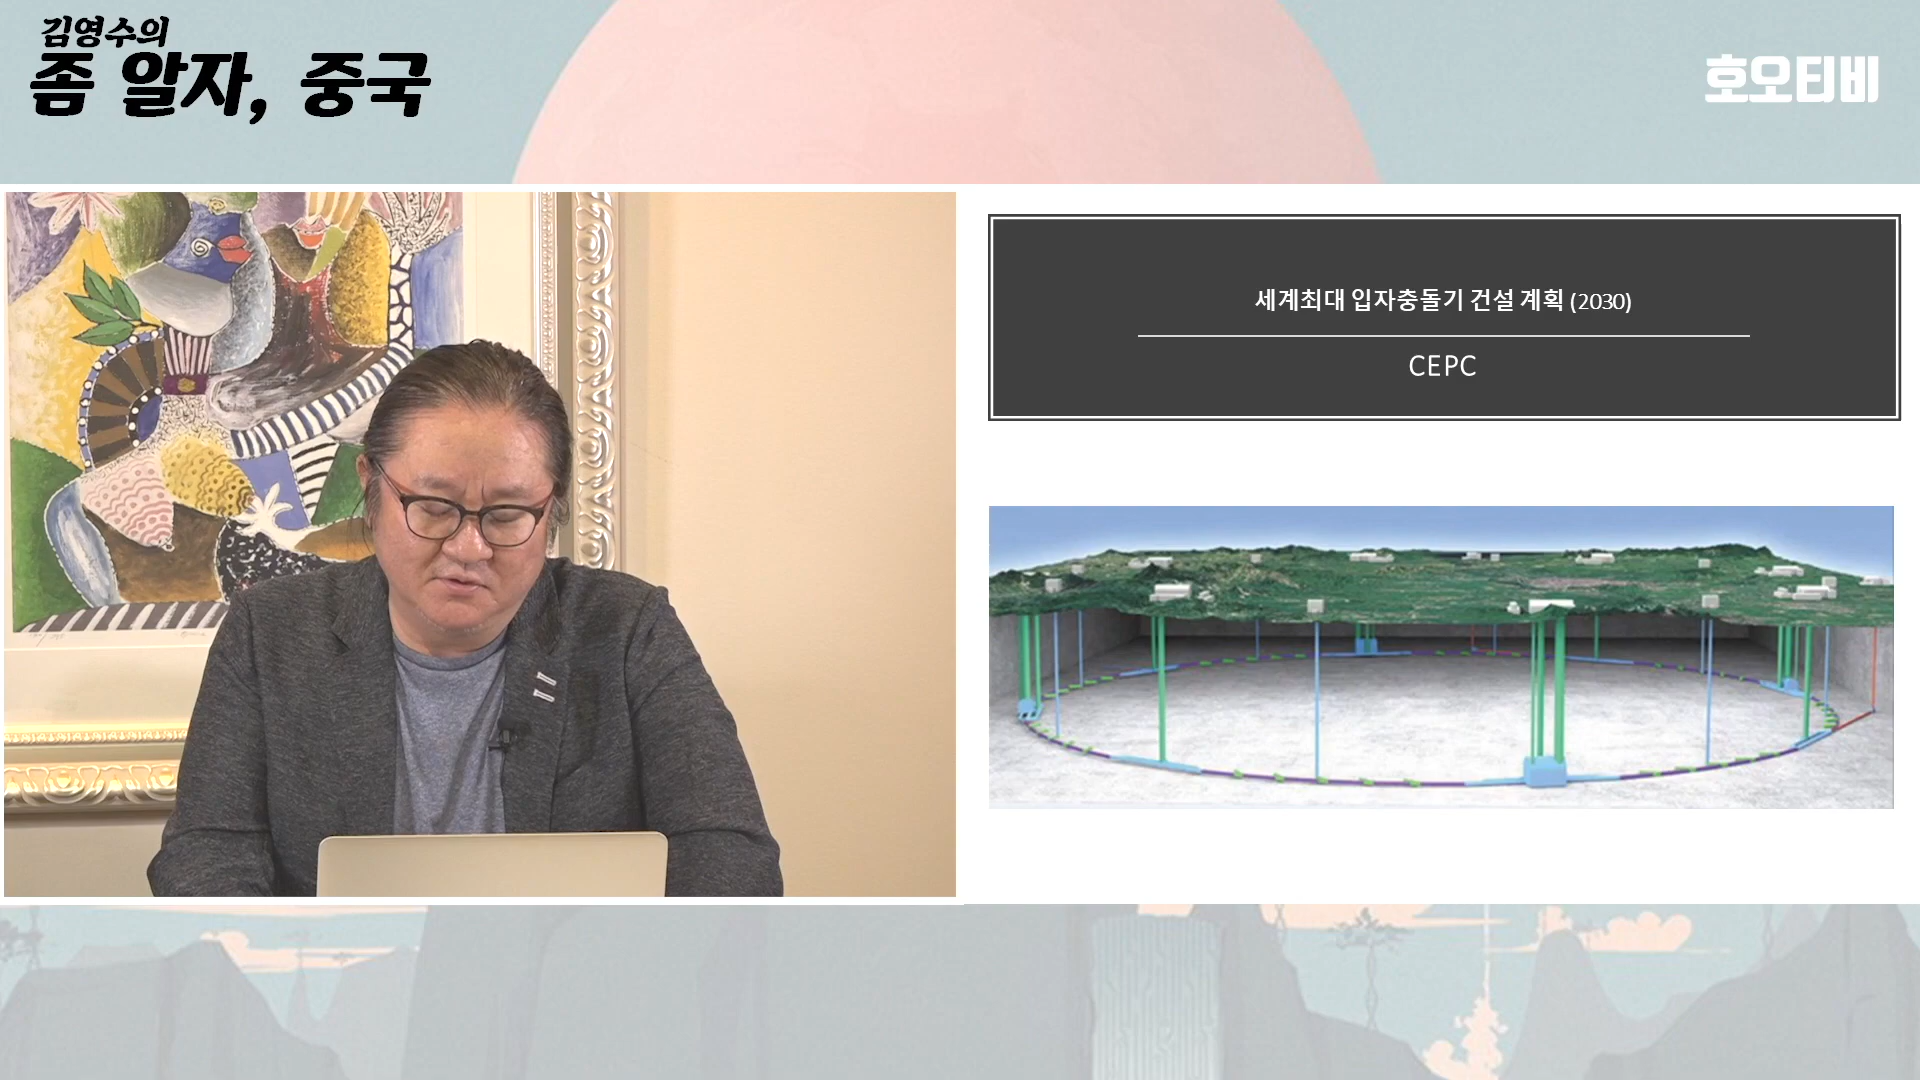 김영수의
좀 알자, 중국
호오티비
세계최대 입자충돌기 건설 계획 (2030)
CEPC